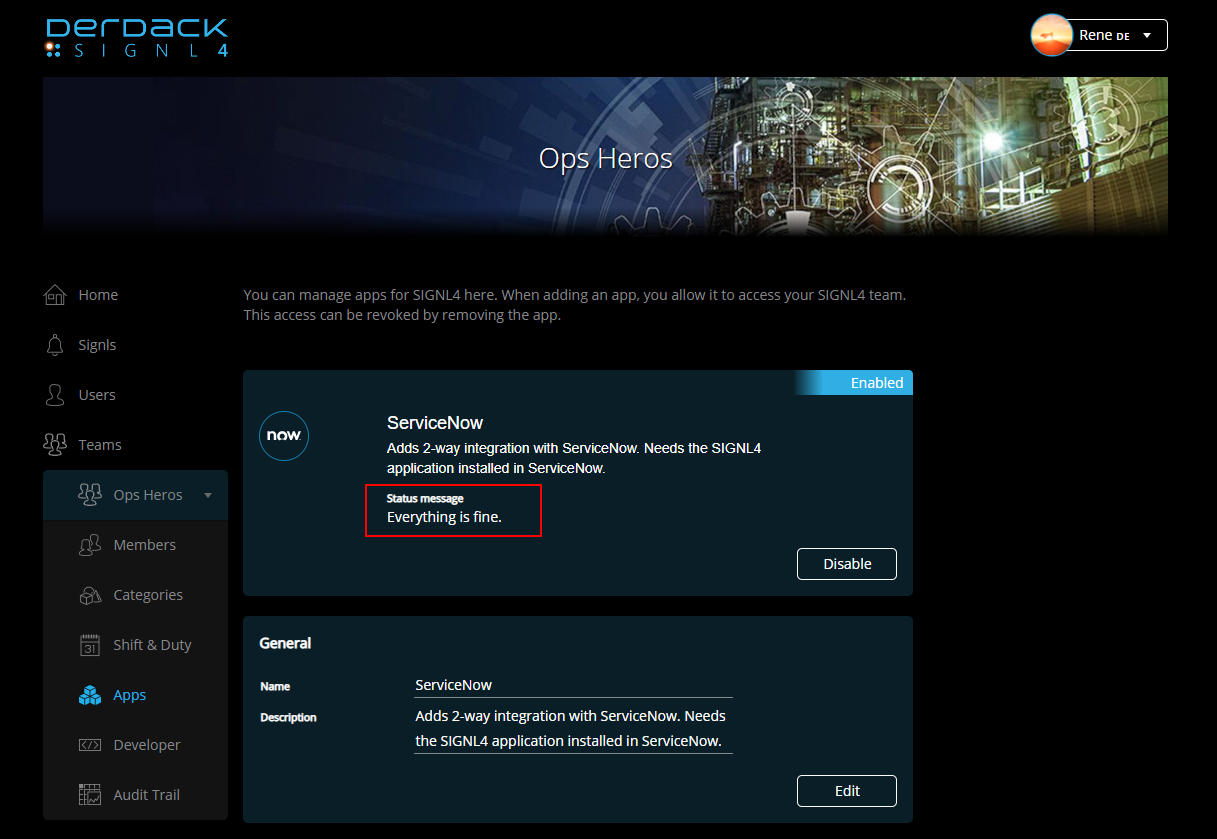 DERDACK
SIGNL4
Rene DE
Ops Heros
Home
Signls
Users
Teams
Ops Heros
Members
Categories
31
Shift & Duty
Apps
</>
Developer
Audit Trail
You can manage apps for SIGNL4 here. When adding an app, you allow it to access your SIGNL4 team.
This access can be revoked by removing the app.
Enabled
now
ServiceNow
Adds 2-way integration with ServiceNow. Needs the SIGNL4
application installed in ServiceNow.
Status message
Everything is fine.
Disable
General
Name
ServiceNow
Description
Adds 2-way integration with ServiceNow. Needs
the SIGNL4 application installed in ServiceNow.
Edit